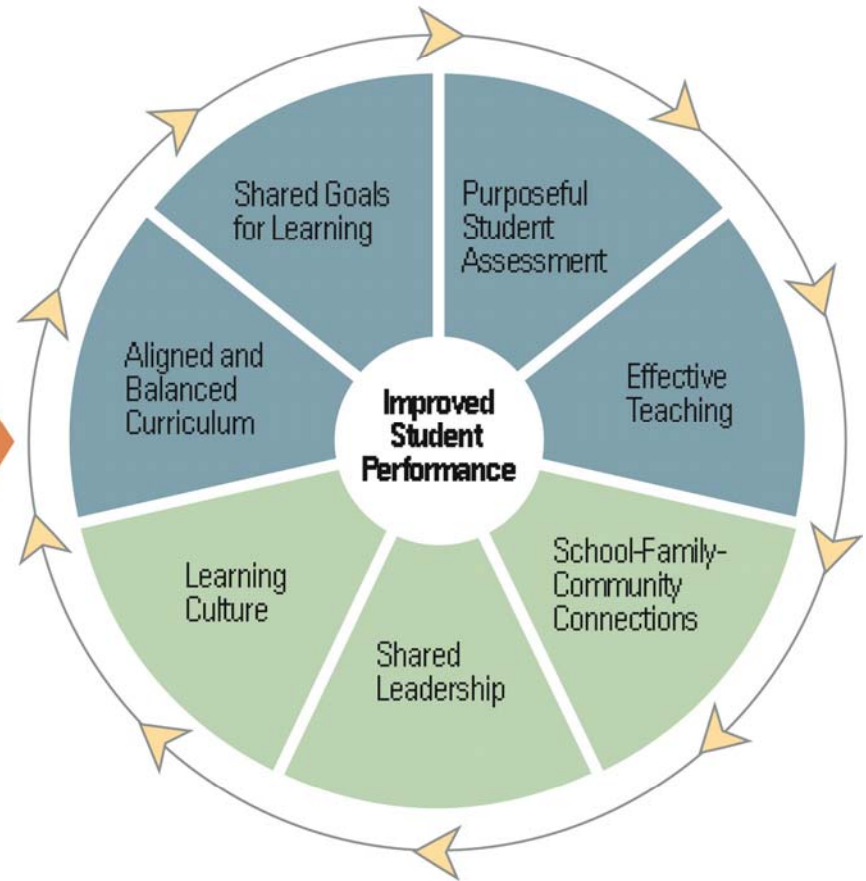 Shared Goals
for Learning
Purposeful
Student
Assessment
Aligned and
Balanced
Curriculum
Improved
Student
Performance
Effective
Teaching
Learning
Culture
Shared
Leadership
School-Family-
Community
Connections